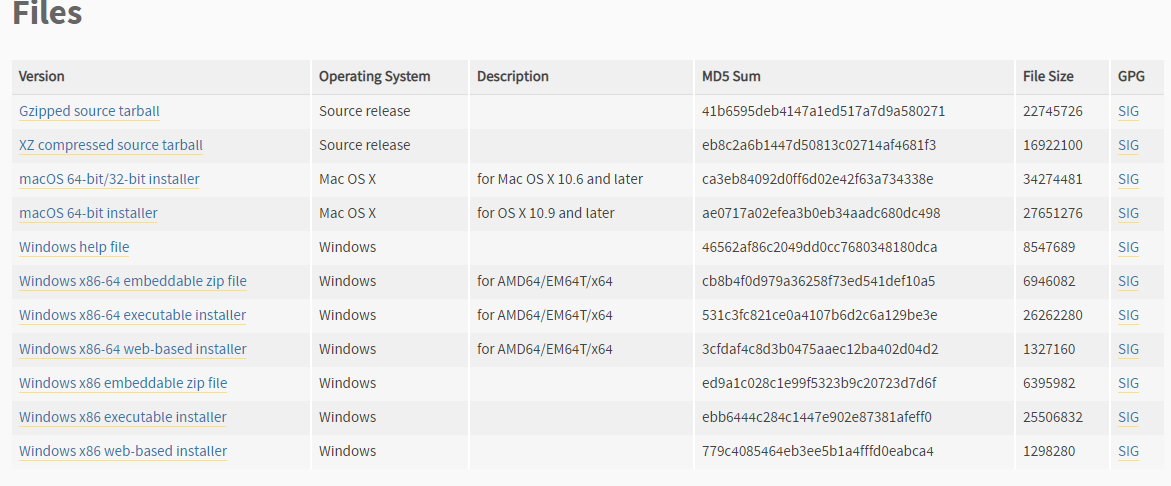 Files
Version Operating System Description MD5 Sum File Size GPG
Gzipped source tarball Source release 41b6595deb4147a1ed517a7d9a580271 22745726 SIG
XZ compressed source tarball Source release eb8c2a6b1447d50813c02714af4681f3 16922100 SIG
macOS 64-bit/32-bit installer Mac OS X for Mac OS X 10.6 and later ca3eb84092d0ff6d02e42f63a734338e 34274481 SIG
macOS 64-bit installer Mac OS X for OS X 10.9 and later ae0717a02efea3b0eb34aadc680dc498 27651276 SIG
Windows help file Windows 46562af86c2049dd0cc7680348180dca 8547689 SIG
Windows x86-64 embeddable zip file Windows for AMD64/EM64T/x64 cb8b4f0d979a36258f73ed541def10a5 6946082 SIG
Windows x86-64 executable installer Windows for AMD64/EM64T/x64 531c3fc821ce0a4107b6d2c6a129be3e 26262280 SIG
Windows x86-64 web-based installer Windows for AMD64/EM64T/x64 3cfdaf4c8d3b0475aaec12ba402d04d2 1327160 SIG
Windows x86 embeddable zip file Windows ed9a1c028c1e99f5323b9c20723d7d6f 6395982 SIG
Windows x86 executable installer Windows ebb6444c284c1447e902e87381afeff0 25506832 SIG
Windows x86 web-based installer Windows 779c4085464eb3ee5b1a4fffd0eabca4 1298280 SIG